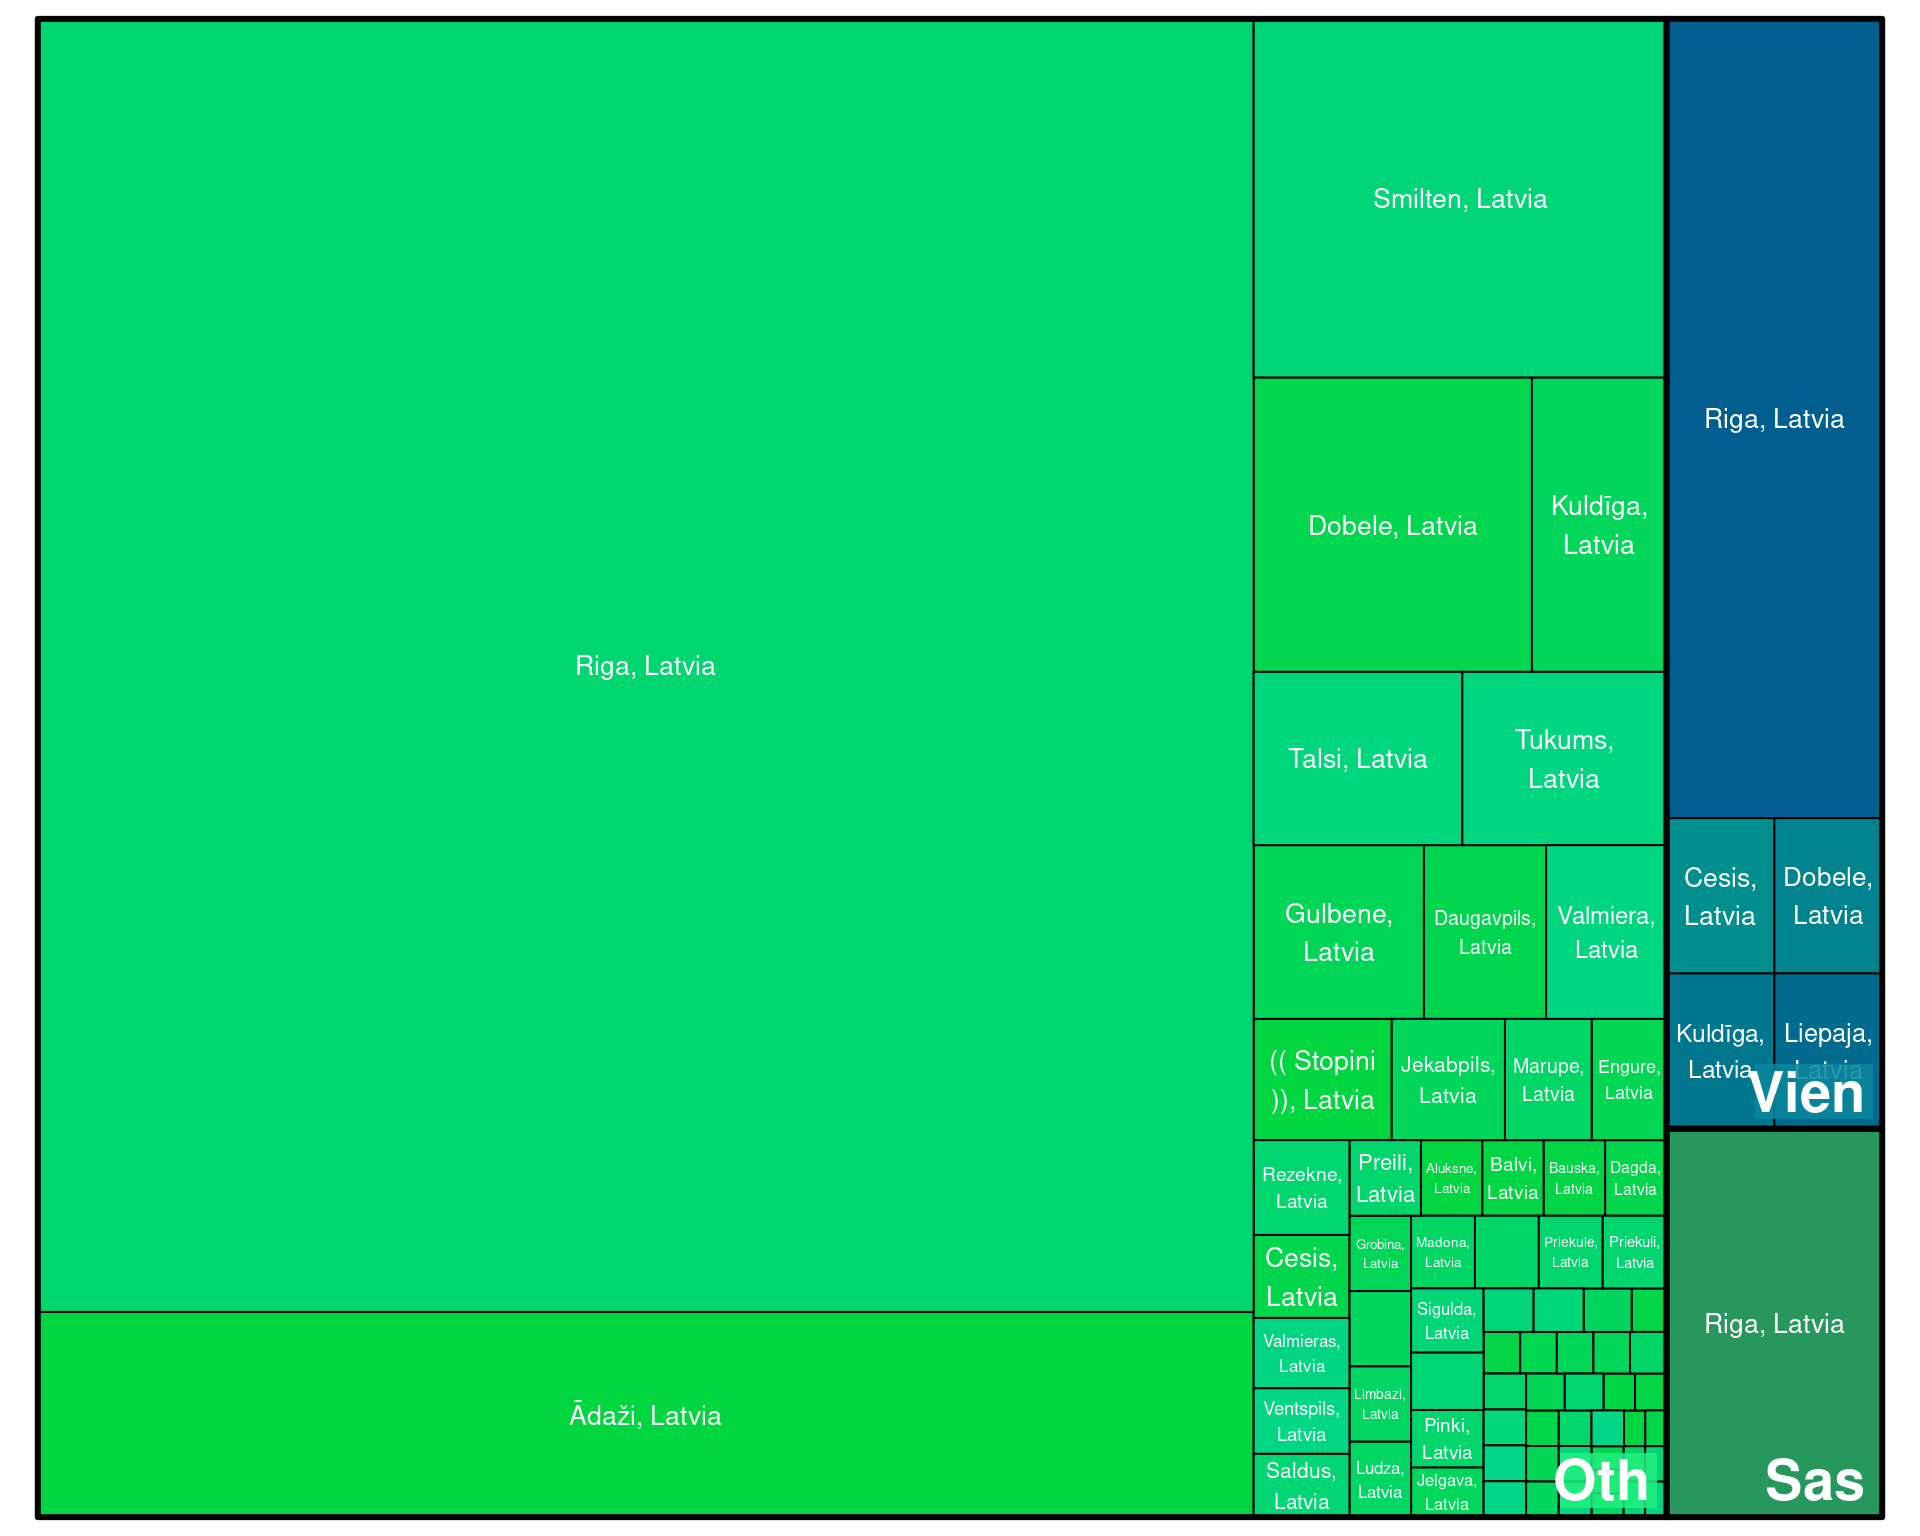 Riga, Latvia
Ādaži, Latvia
Smilten, Latvia
Dobele, Latvia
Kuldīga,
Latvia
Talsi, Latvia
Tukums,
Latvia
Gulbene,
Latvia
Daugavpils,
Latvia
Valmiera,
Latvia
(( Stopini
)), Latvia
Jekabpils,
Latvia
Marupe,
Latvia
Engure,
Latvia
Rezekne,
Latvia
Cesis,
Latvia
Valmieras,
Latvia
Ventspils,
Latvia
Saldus,
Latvia
Preili,
Latvia
Aluksne,
Latvia
Balvi,
Latvia
Bauska,
Latvia
Dagda,
Latvia
Grobina,
Latvia
Madona,
Latvia
Priekule,
Latvia
Priekuli,
Latvia
Limbazi,
Latvia
Ludza,
Latvia
Sigulda,
Latvia
Pinki,
Latvia
Jelgava,
Latvia
Oth
Riga, Latvia
Cesis,
Latvia
Dobele,
Latvia
Kuldīga,
Latvia
Liepaja,
Latvia
Vien
Riga, Latvia
Sas